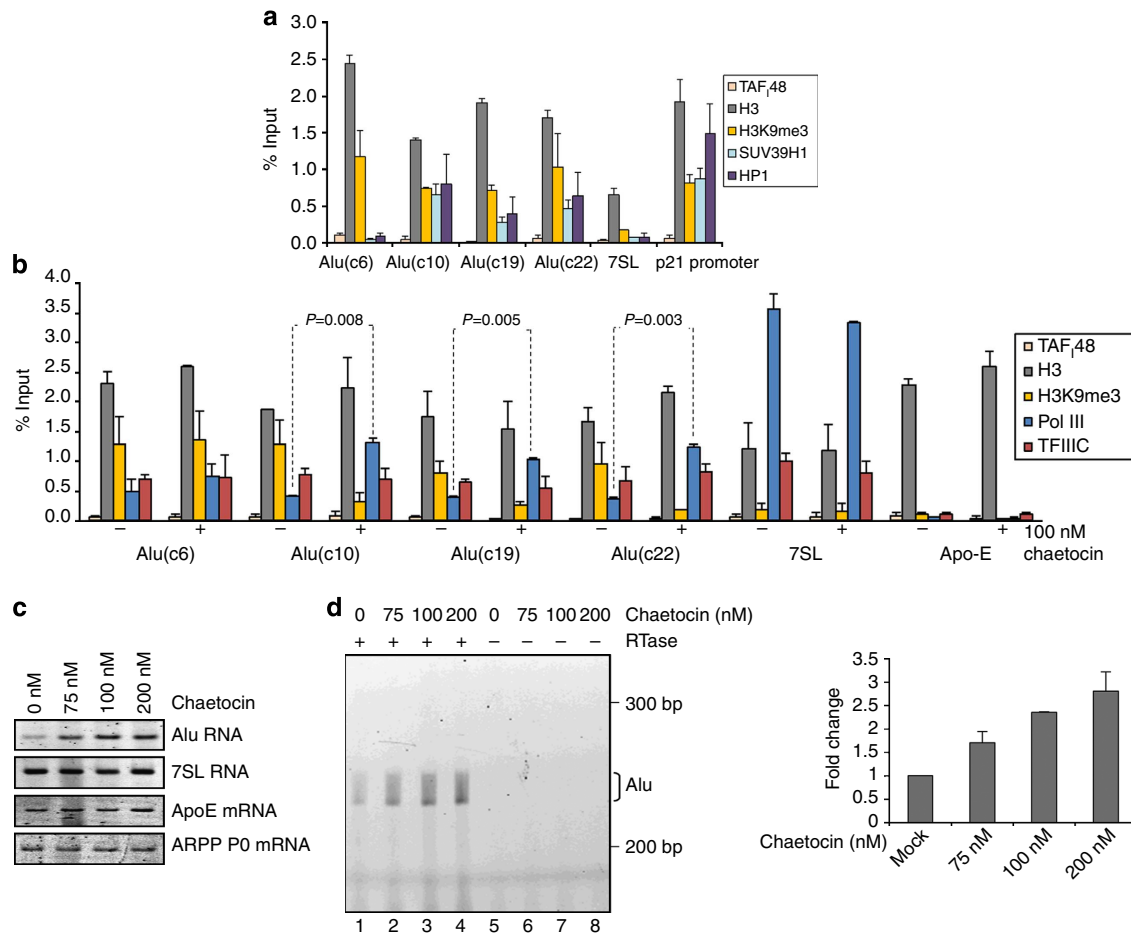 a
% Input
3.0
2.5
2.0
1.5
1.0
0.5
0.0
TAFI48
H3
H3K9me3
SUV39H1
HP1
Alu(c6) Alu(c10) Alu(c19) Alu(c22) 7SL p21 promoter
b
% Input
4.0
3.5
3.0
2.5
2.0
1.5
1.0
0.5
0.0
P=0.008 P=0.005 P=0.003
TAFI48
H3
H3K9me3
Pol III
TFIIIC
– + – + – + – + – + – + 100 nM
chaetocin
Alu(c6) Alu(c10) Alu(c19) Alu(c22) 7SL Apo-E
c
0 nM 75 nM 100 nM 200 nM Chaetocin
Alu RNA
7SL RNA
ApoE mRNA
ARPP P0 mRNA
d
0 75 100 200 0 75 100 200 Chaetocin (nM)
+ + + + – – – – RTase
300 bp
Alu
200 bp
1 2 3 4 5 6 7 8
Fold change
3.5
3
2.5
2
1.5
1
0.5
0
Chaetocin (nM) Mock 75 nM 100 nM 200 nM